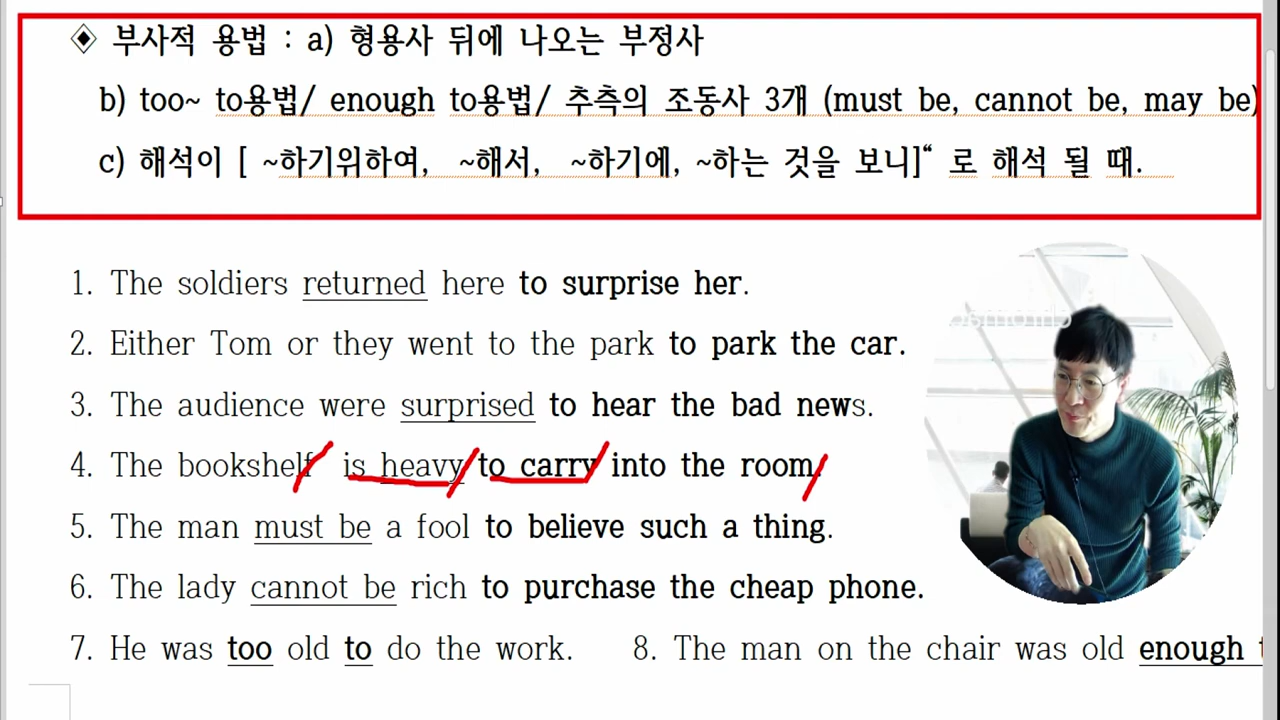 ◈ 부사적 용법 : a) 형용사 뒤에 나오는 부정사
b) too~ to용법/ enough to용법/ 추측의 조동사 3개 (must be, cannot be, may be)
c) 해석이 [ ~하기위하여, ~해서, ~하기에, ~하는 것을 보니]“ 로 해석 될 때.
1. The soldiers returned here to surprise her.
2. Either Tom or they went to the park to park the car.
3. The audience were surprised to hear the bad news.
4. The bookshelf is heavy to carry into the room.
5. The man must be a fool to believe such a thing.
6. The lady cannot be rich to purchase the cheap phone.
7. He was too old to do the work. 8. The man on the chair was old enough